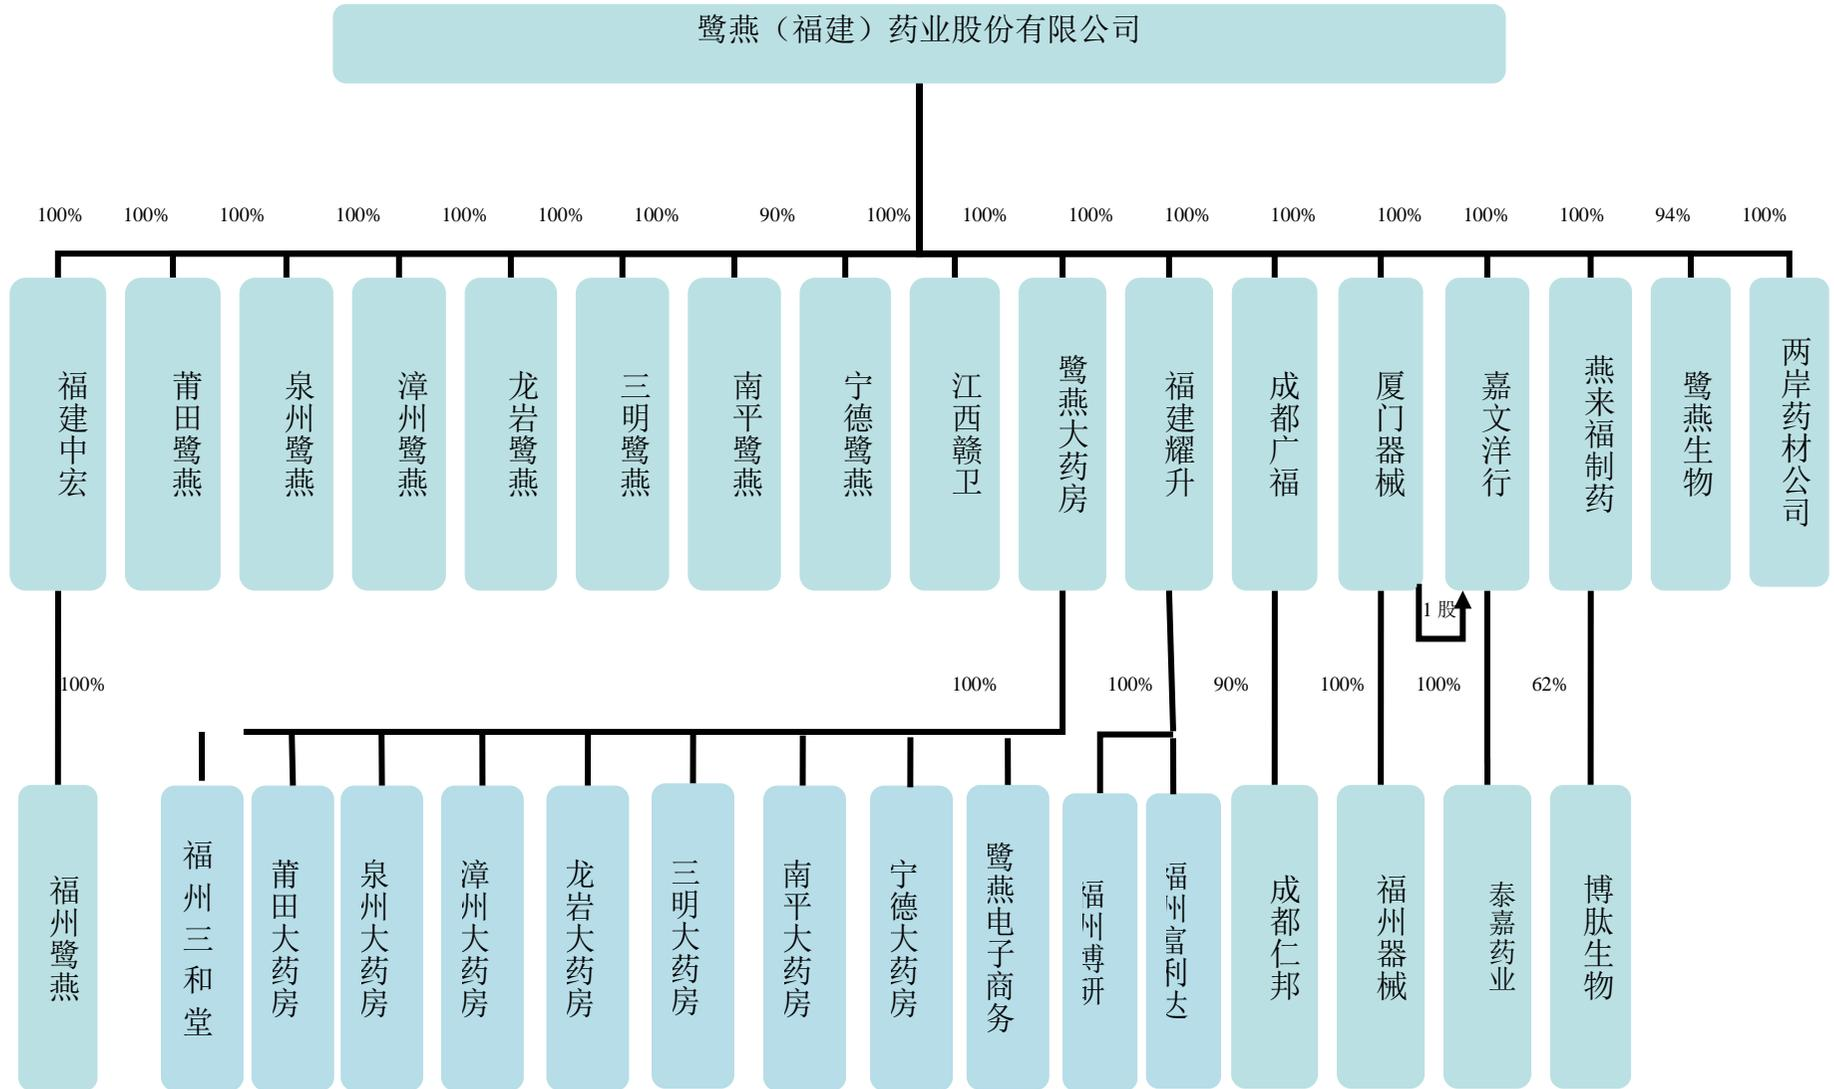 鹭燕（福建）药业股份有限公司
100%
100%
100%
100%
100%
100%
100%
90%
100%
100%
100%
100%
100%
100%
100%
100%
94%
100%
福建中宏
莆田鹭燕
泉州鹭燕
漳州鹭燕
龙岩鹭燕
三明鹭燕
南平鹭燕
宁德鹭燕
江西赣卫
鹭燕大药房
福建耀升
成都广福
厦门器械
嘉文洋行
燕来福制药
鹭燕生物
两岸药材公司
1 股
100%
100%
100%
90%
100%
100%
62%
福州鹭燕
福州三和堂
莆田大药房
泉州大药房
漳州大药房
龙岩大药房
三明大药房
南平大药房
宁德大药房
鹭燕电子商务
福州博研
福州富利达
成都仁邦
福州器械
泰嘉药业
博肽生物